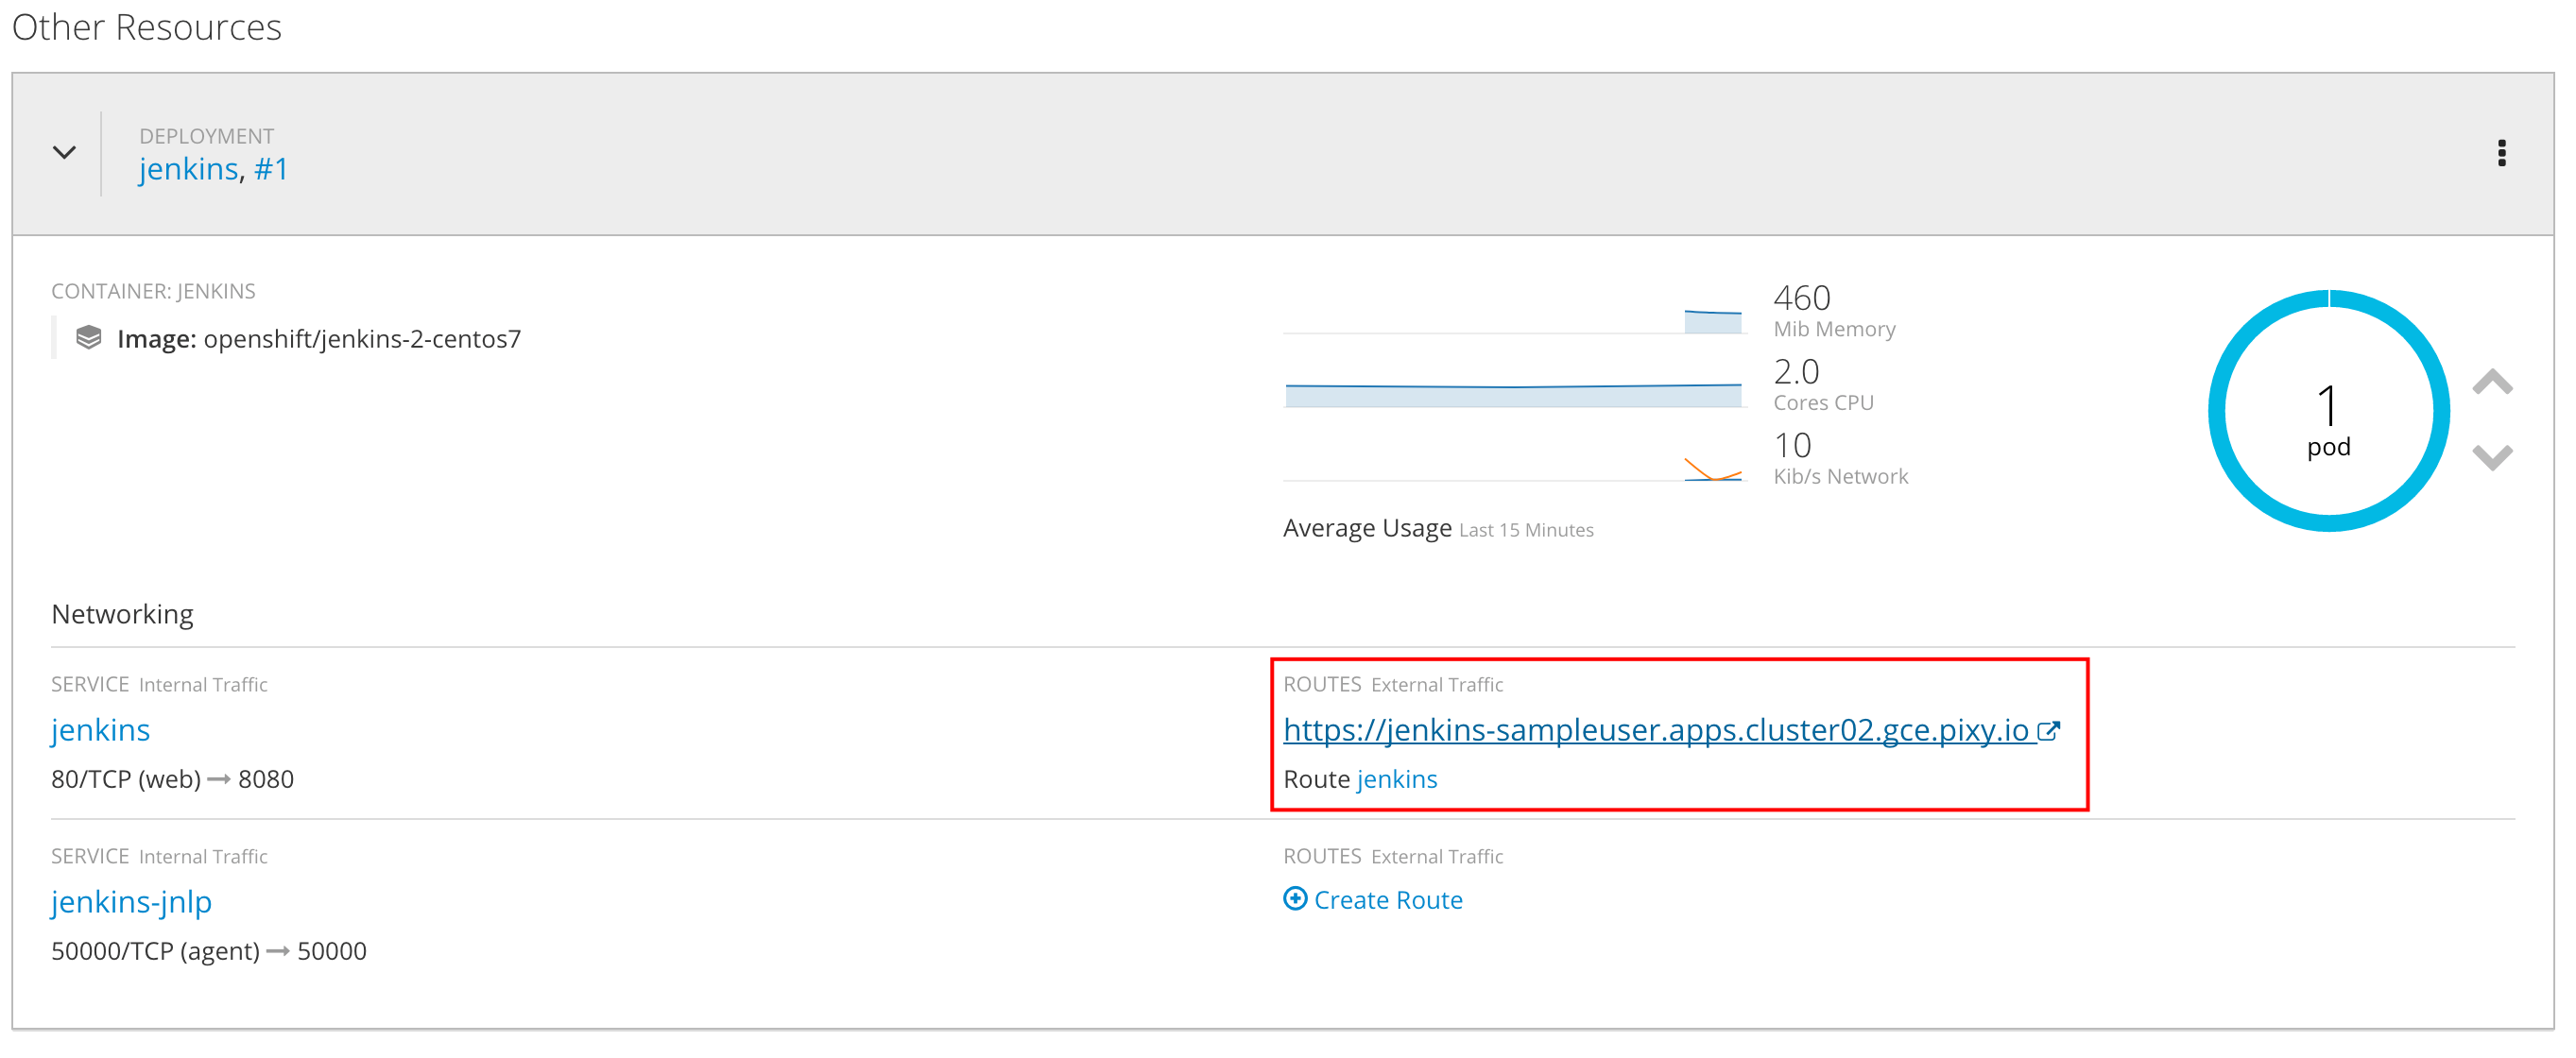 Other Resources
DEPLOYMENT
jenkins, #1
CONTAINER: JENKINS
Image: openshift/jenkins-2-centos7
460
Mib Memory
2.0
Cores CPU
10
Kib/s Network
Average Usage Last 15 Minutes
1
pod
Networking
SERVICE Internal Traffic
jenkins
80/TCP (web) → 8080
ROUTES External Traffic
https://jenkins-sampleuser.apps.cluster02.gce.pixy.io
Route jenkins
SERVICE Internal Traffic
jenkins-jnlp
50000/TCP (agent) → 50000
ROUTES External Traffic
Create Route